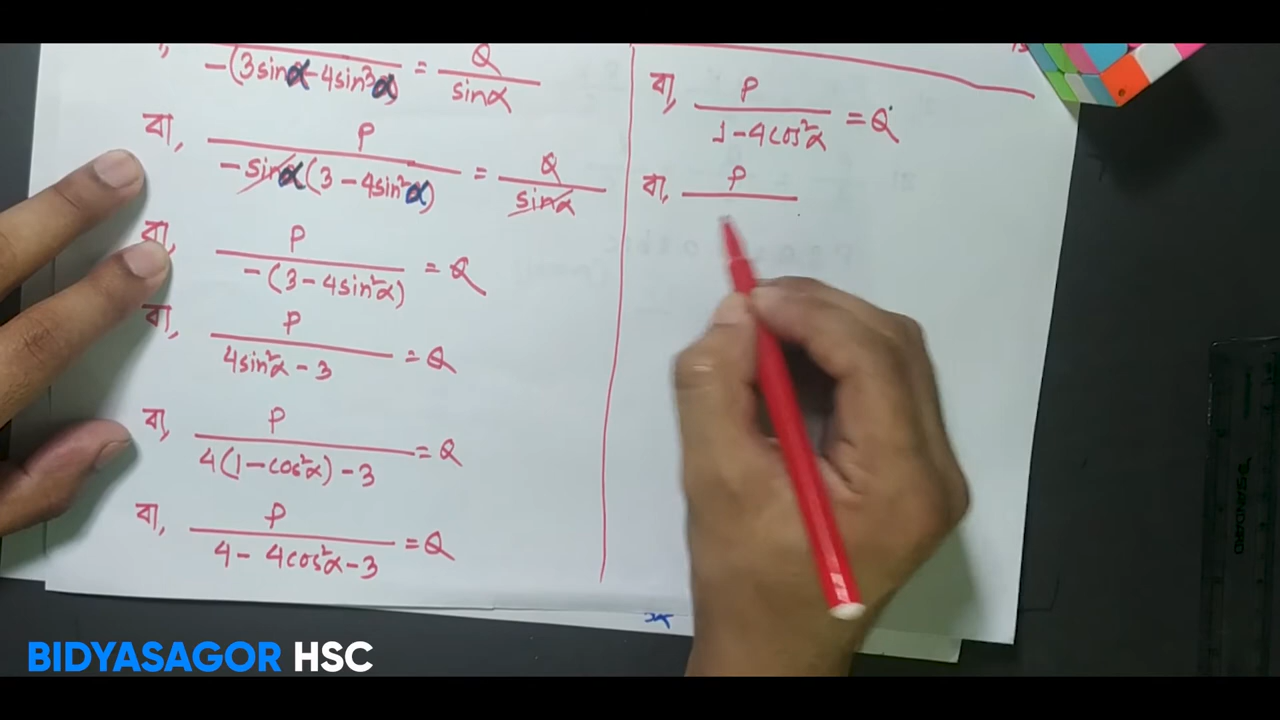 -(3sinα-4sin³α) = Q/sinα
বা, P/(-sinα(3-4sin²α)) = Q/sinα
বা, P/(-(3-4sin²α)) = Q
বা, P/(4sin²α-3) = Q
বা, P/(4(1-cos²α)-3) = Q
বা, P/(4-4cos²α-3) = Q
বা, P/(1-4cos²α) = Q
বা, P
BIDYASAGOR HSC